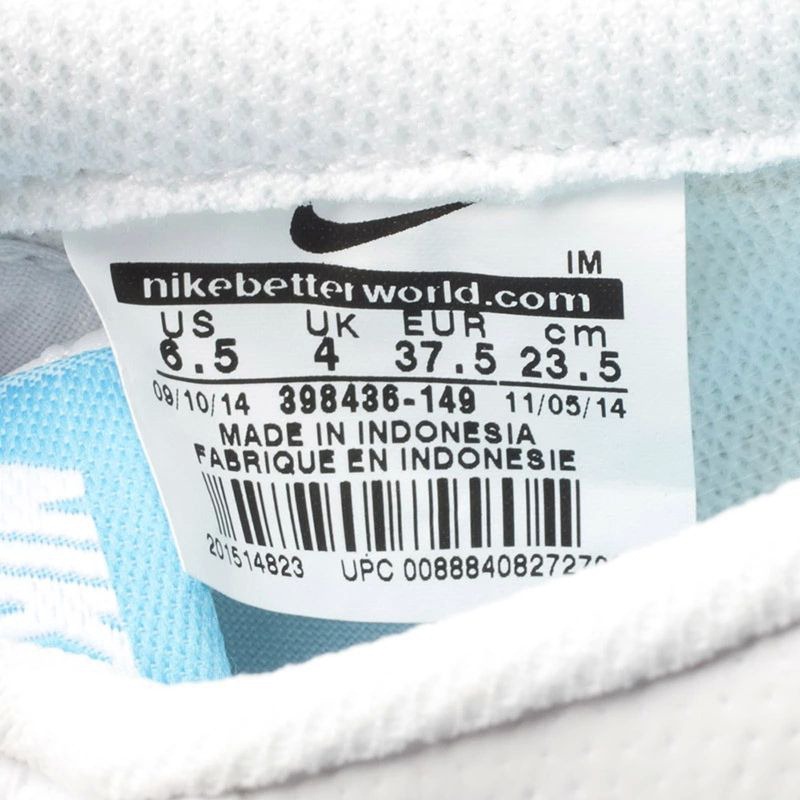 IM
nikebetterworld.com
US UK EUR cm
6.5 4 37.5 23.5
09/10/14 398436-149 11/05/14
MADE IN INDONESIA
FABRIQUE EN INDONESIE
201514823 UPC